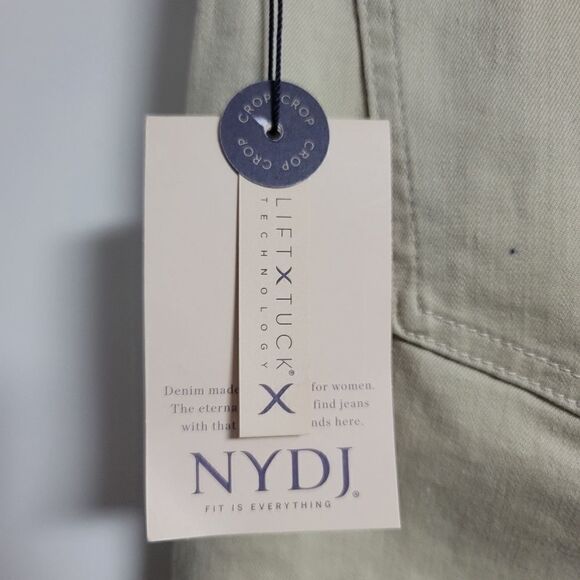 CROP CROP CROP CROP
LIFT X TUCK®
TECHNOLOGY
X
Denim made for women.
The eterna find jeans
with that nds here.
NYDJ®
FIT IS EVERYTHING